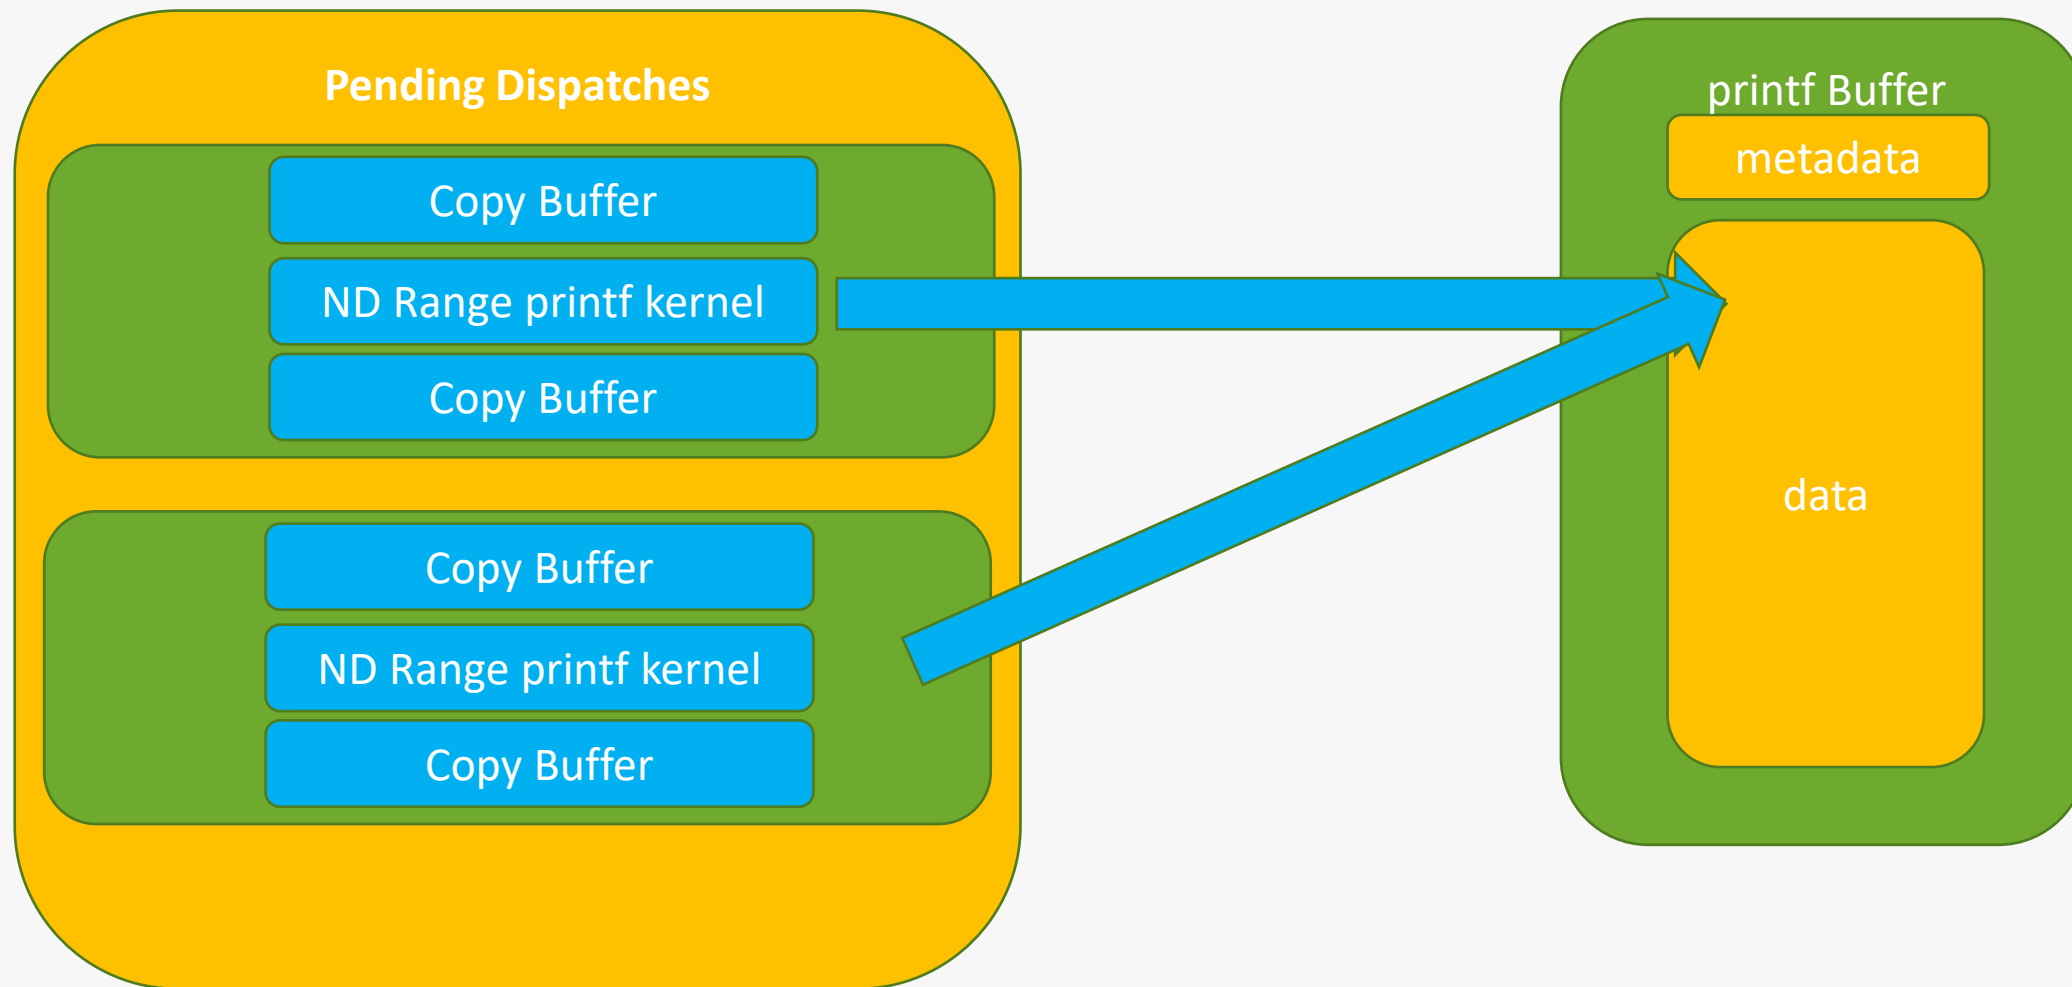 Pending Dispatches
Copy Buffer
ND Range printf kernel
Copy Buffer
Copy Buffer
ND Range printf kernel
Copy Buffer
printf Buffer
metadata
data